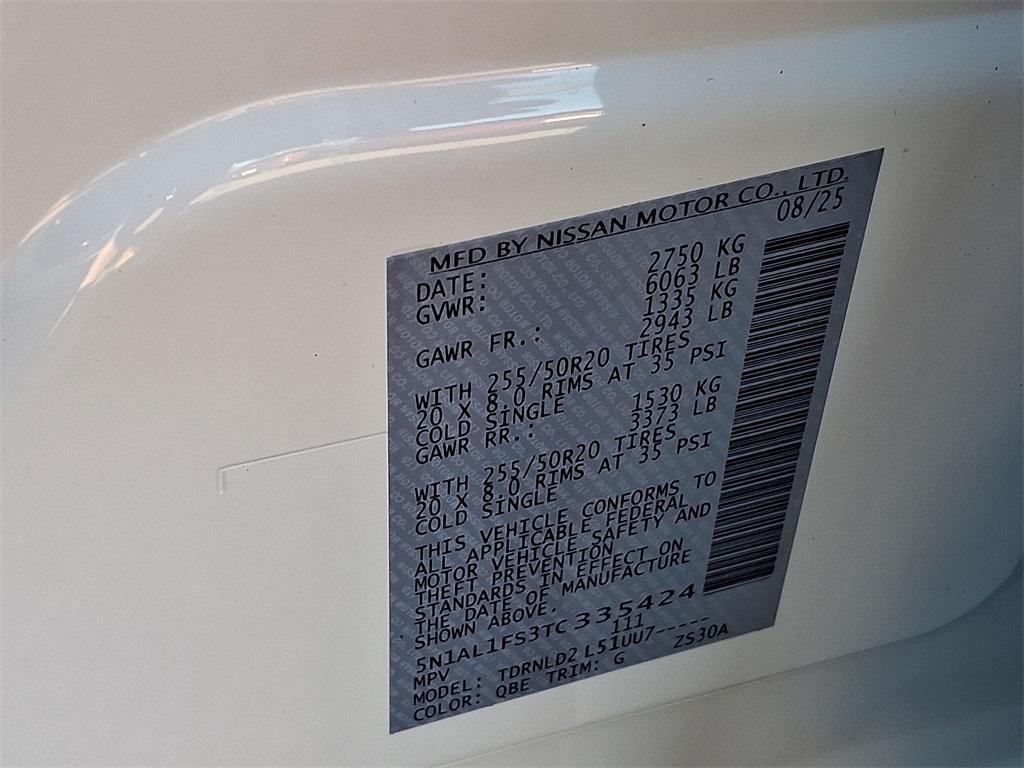 MFD BY NISSAN MOTOR CO., LTD.
DATE: 08/25
GVWR: 2750 KG
6063 LB
GAWR FR.: 1335 KG
2943 LB
WITH 255/50R20 TIRES
20 X 8.0 RIMS AT 35 PSI
COLD SINGLE
GAWR RR.: 1530 KG
3373 LB
WITH 255/50R20 TIRES
20 X 8.0 RIMS AT 35 PSI
COLD SINGLE
THIS VEHICLE CONFORMS TO
ALL APPLICABLE FEDERAL
MOTOR VEHICLE SAFETY AND
THEFT PREVENTION
STANDARDS IN EFFECT ON
THE DATE OF MANUFACTURE
SHOWN ABOVE.
5N1AL1FS3TC335424
MPV 111
MODEL: TDRNLD2 L51UU7-----
COLOR: QBE TRIM: G ZS30A